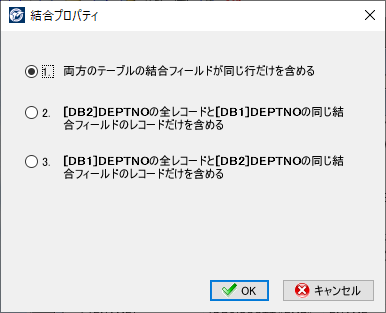 結合プロパティ
1. 両方のテーブルの結合フィールドが同じ行だけを含める
2. [DB2]DEPTNOの全レコードと[DB1]DEPTNOの同じ結
合フィールドのレコードだけを含める
3. [DB1]DEPTNOの全レコードと[DB2]DEPTNOの同じ結
合フィールドのレコードだけを含める
OK キャンセル